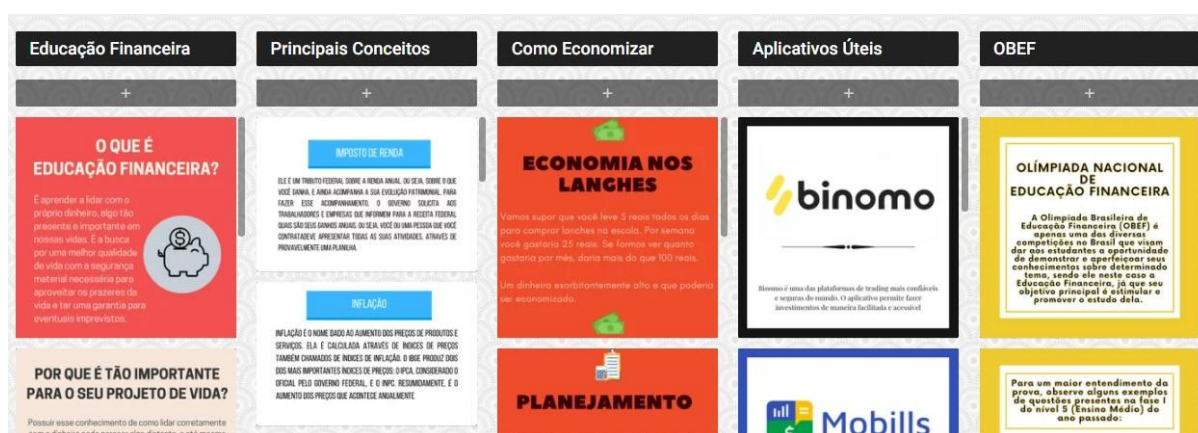 Educação Financeira
+
O QUE É
EDUCAÇÃO FINANCEIRA?
É aprender a lidar com o
próprio dinheiro, algo tão
presente e importante em
nossas vidas. É a busca
por uma melhor qualidade
de vida com a segurança
material necessária para
aproveitar os prazeres da
vida e ter uma garantia para
eventuais imprevistos.
$
POR QUE É TÃO IMPORTANTE
PARA O SEU PROJETO DE VIDA?
Possuir esse conhecimento de como lidar corretamente
Principais Conceitos
+
IMPOSTO DE RENDA
ELE É UM TRIBUTO FEDERAL SOBRE A RENDA ANUAL, OU SEJA, SOBRE O QUE
VOCÊ GANHA, E AINDA ACOMPANHA A SUA EVOLUÇÃO PATRIMONIAL. PARA
FAZER ESSE ACOMPANHAMENTO, O GOVERNO SOLICITA AOS
TRABALHADORES E EMPRESAS QUE INFORMEM PARA A RECEITA FEDERAL
QUAIS SÃO SEUS GANHOS ANUAIS, OU SEJA, VOCÊ OU UMA PESSOA QUE VOCÊ
CONTRATADEVE APRESENTAR TODAS AS SUAS ATIVIDADES, ATRAVÉS DE
PROVAVELMENTE UMA PLANILHA.
INFLAÇÃO
INFLAÇÃO É O NOME DADO AO AUMENTO DOS PREÇOS DE PRODUTOS E
SERVIÇOS. ELA É CALCULADA ATRAVÉS DE ÍNDICES DE PREÇOS
TAMBÉM CHAMADOS DE ÍNDICES DE INFLAÇÃO. O IBGE PRODUZ DOIS
DOS MAIS IMPORTANTES ÍNDICES DE PREÇOS: O IPCA, CONSIDERADO O
OFICIAL PELO GOVERNO FEDERAL, E O INPC. RESUMIDAMENTE, É O
AUMENTO DOS PREÇOS QUE ACONTECE ANUALMENTE
Como Economizar
+
ECONOMIA NOS
LANGHES
Vamos supor que você leve 5 reais todos os dias
para comprar lanches na escola. Por semana
você gastaria 25 reais. Se formos ver quanto
gastaria por mês, daria mais do que 100 reais.
Um dinheiro exorbitantemente alto e que poderia
ser economizado.
PLANEJAMENTO
Aplicativos Úteis
+
binomo
Binomo é uma das plataformas de trading mais confiáveis
e seguras do mundo. O aplicativo permite fazer
investimentos de maneira facilitada e acessível
Mobills
OBEF
+
OLÍMPIADA NACIONAL
DE
EDUCAÇÃO FINANCEIRA
A Olimpíada Brasileira de
Educação Financeira (OBEF) é
apenas uma das diversas
competições no Brasil que visam
dar aos estudantes a oportunidade
de demonstrar e aperfeiçoar seus
conhecimentos sobre determinado
tema, sendo ele neste caso a
Educação Financeira, já que seu
objetivo principal é estimular e
promover o estudo dela.
Para um maior entendimento da
prova, observe alguns exemplos
de questões presentes na fase I
do nível 5 (Ensino Médio) do
ano passado: